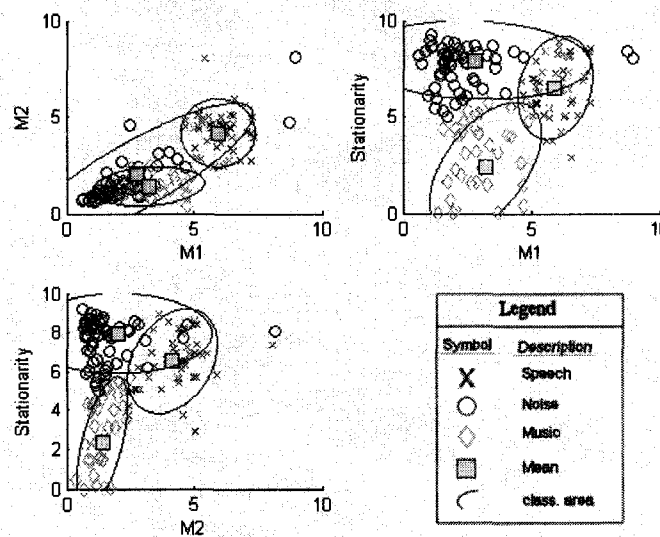 10
5
0
M2
0
5
10
M1
10
5
0
Stationarity
0
5
10
M1
10
8
6
4
2
0
Stationarity
0
5
10
M2
Legend
Symbol Description
Speech
Noise
Music
Mean
class. area